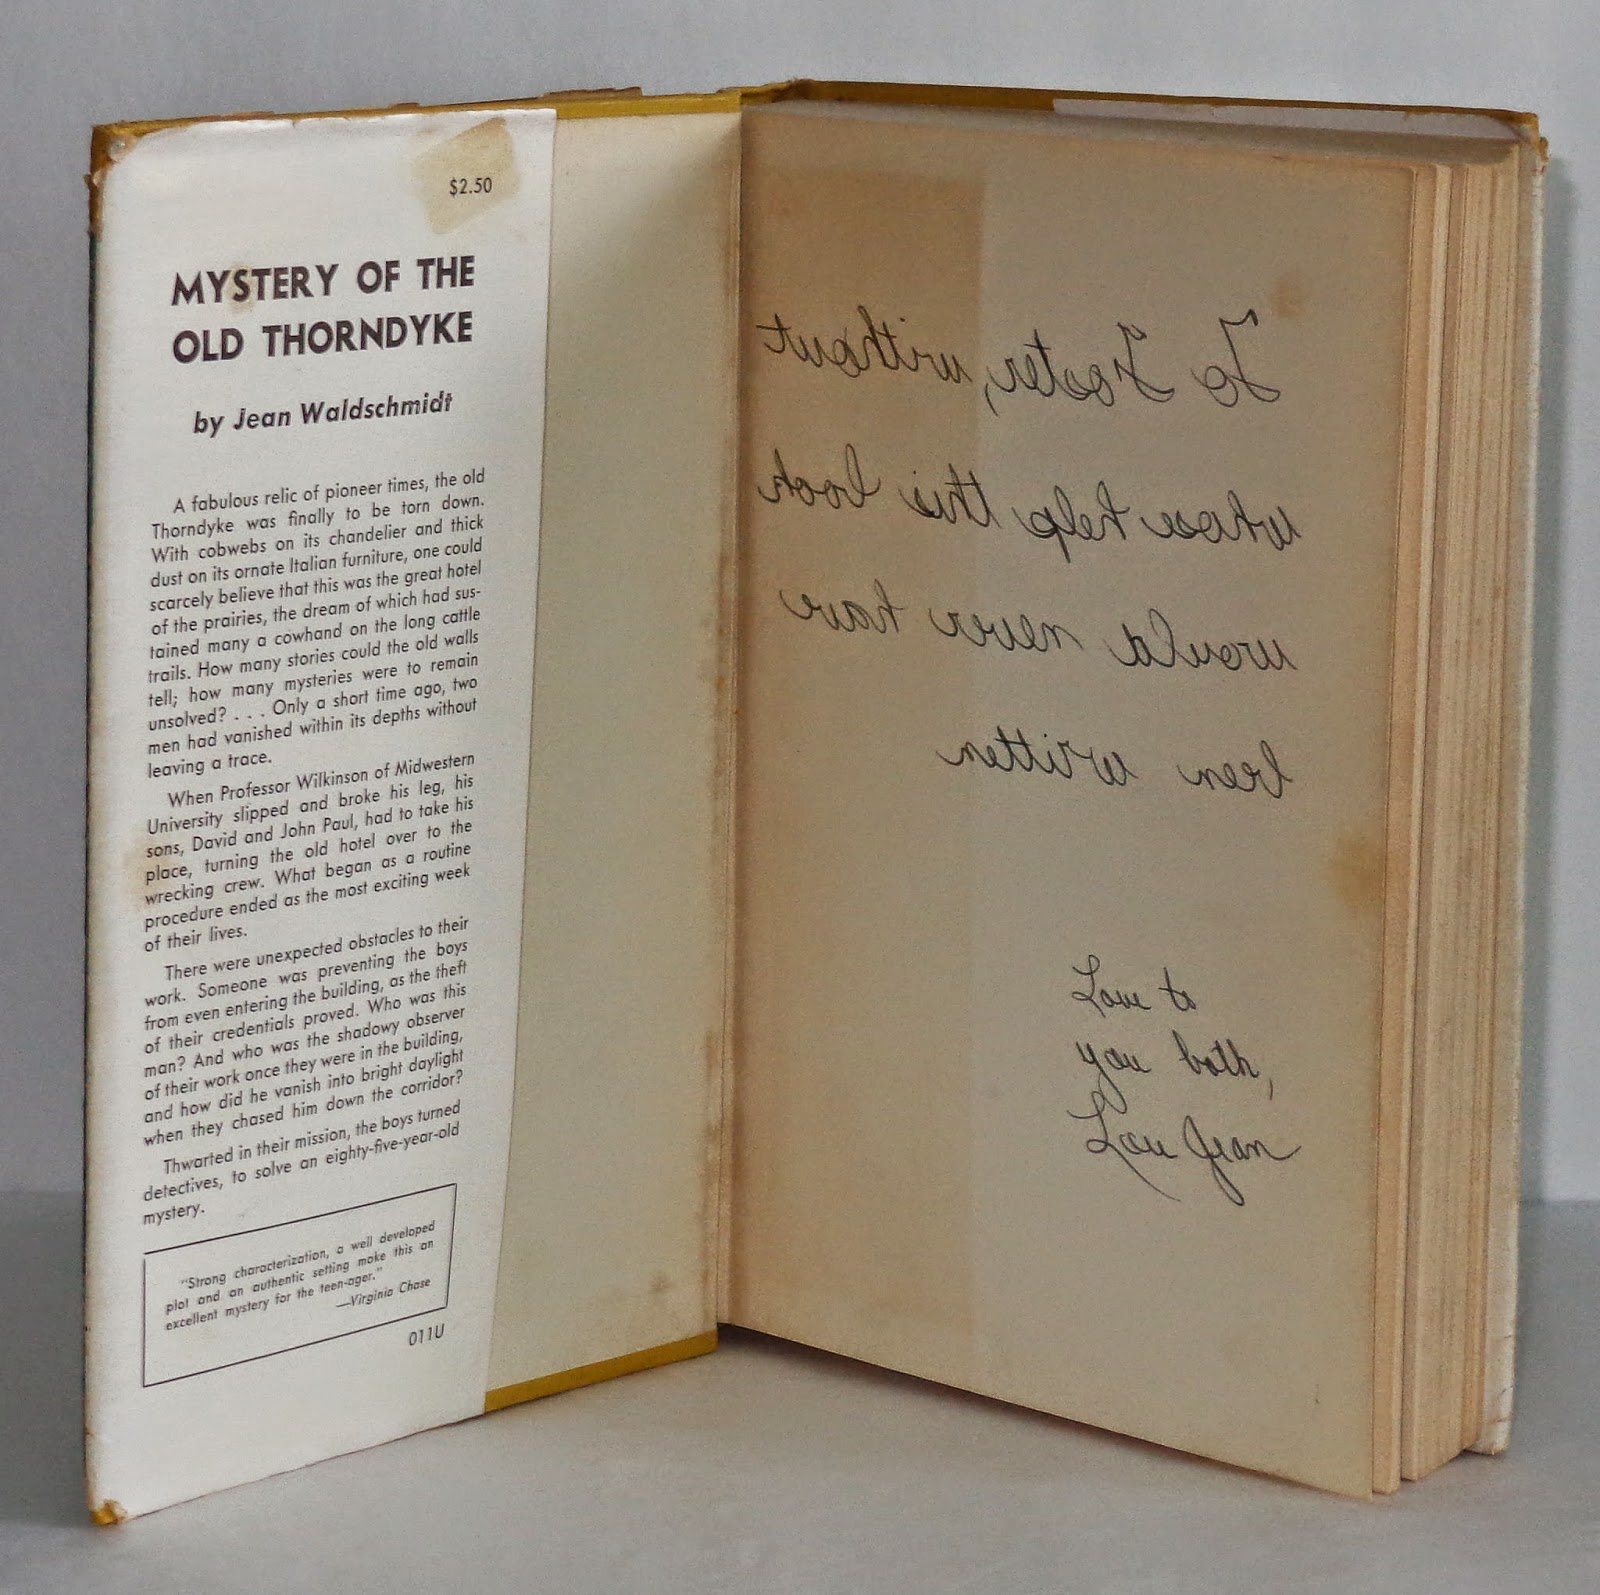 $2.50
MYSTERY OF THE
OLD THORNDYKE
by Jean Waldschmidt
A fabulous relic of pioneer times, the old
Thorndyke was finally to be torn down.
With cobwebs on its chandelier and thick
dust on its ornate Italian furniture, one could
scarcely believe that this was the great hotel
of the prairies, the dream of which had sus-
tained many a cowhand on the long cattle
trails. How many stories could the old walls
tell; how many mysteries were to remain
unsolved? . . . Only a short time ago, two
men had vanished within its depths without
leaving a trace.
When Professor Wilkinson of Midwestern
University slipped and broke his leg, his
sons, David and John Paul, had to take his
place, turning the old hotel over to the
wrecking crew. What began as a routine
procedure ended as the most exciting week
of their lives.
There were unexpected obstacles to their
work. Someone was preventing the boys
from even entering the building, as the theft
of their credentials proved. Who was this
man? And who was the shadowy observer
of their work once they were in the building,
and how did he vanish into bright daylight
when they chased him down the corridor?
Thwarted in their mission, the boys turned
detectives, to solve an eighty-five-year-old
mystery.
"Strong characterization, a well developed
plot and an authentic setting make this an
excellent mystery for the teen-ager."
—Virginia Chase
011U
To Foster, without
whose help this book
would never have
been written
Love to
you both,
Lou Jean